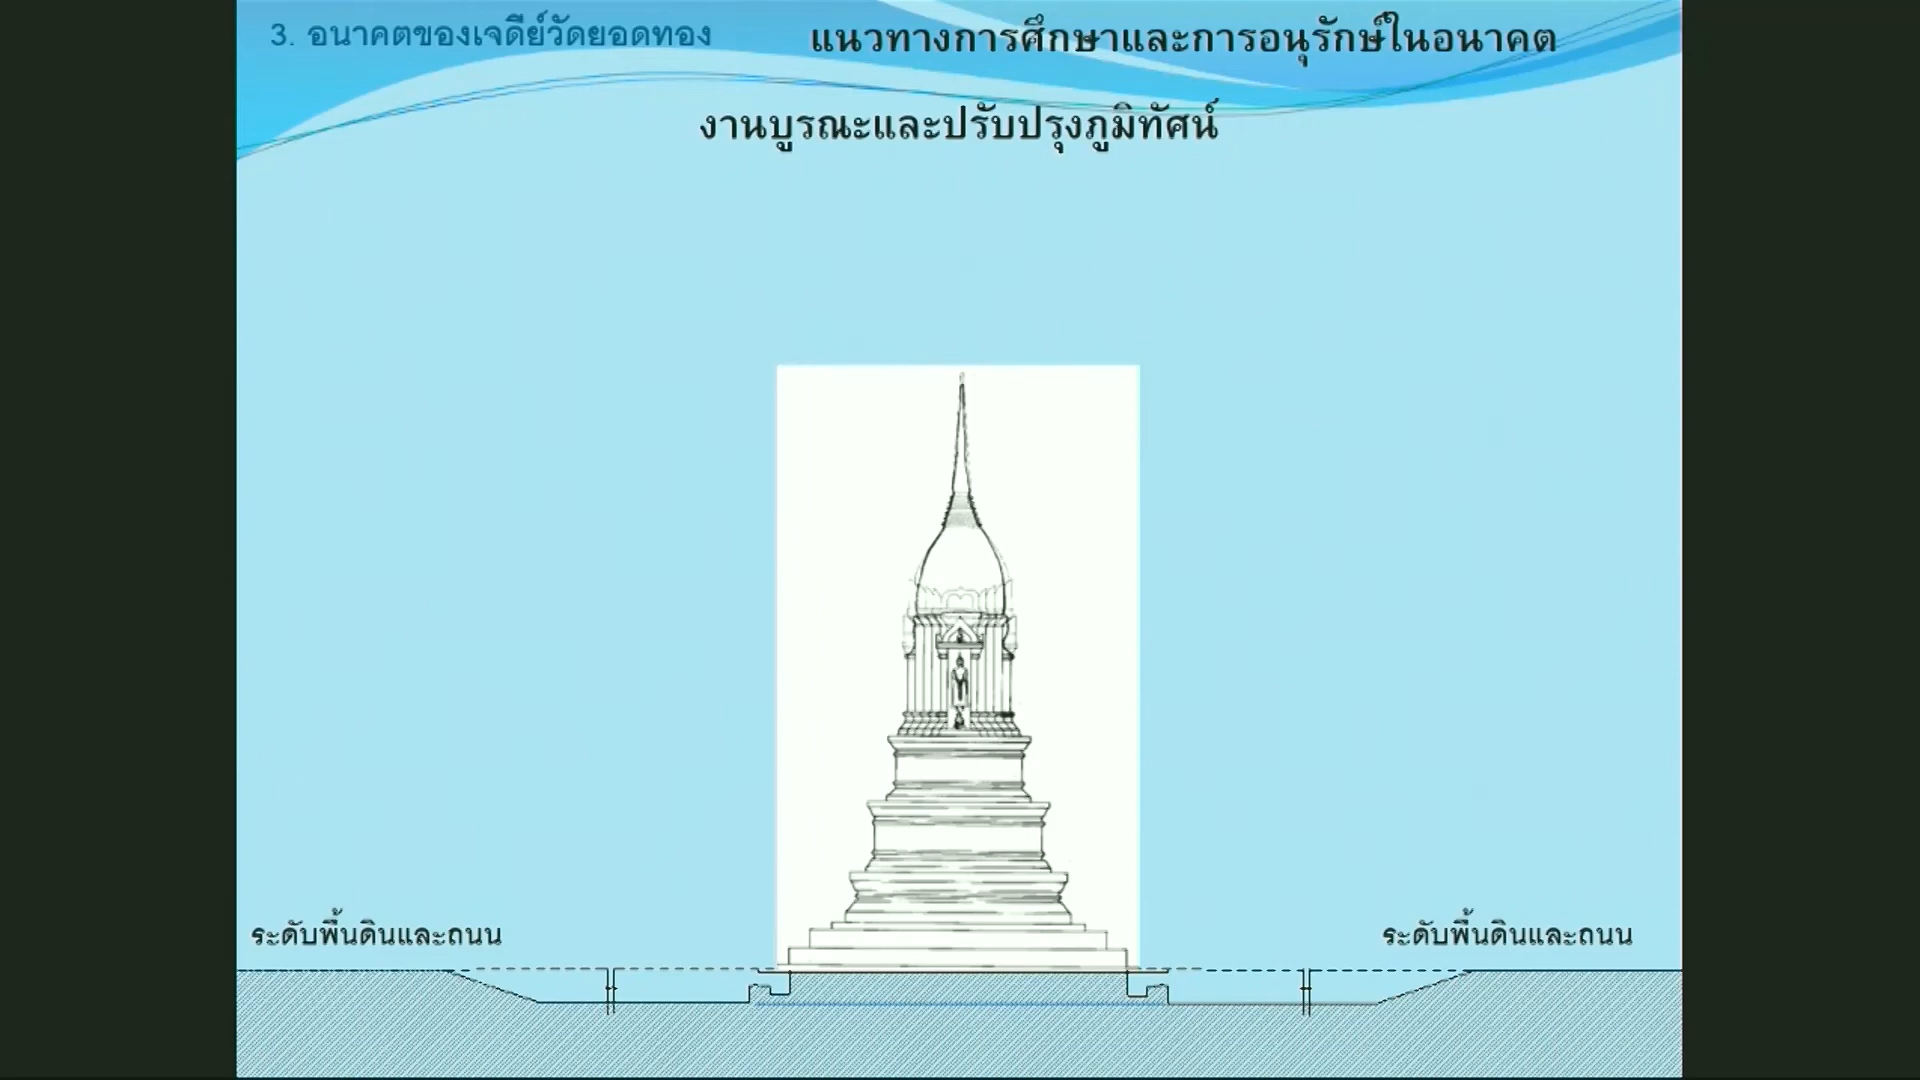 3. อนาคตของเจดีย์วัดยอดทอง
แนวทางการศึกษาและการอนุรักษ์ในอนาคต
งานบูรณะและปรับปรุงภูมิทัศน์
ระดับพื้นดินและถนน
ระดับพื้นดินและถนน